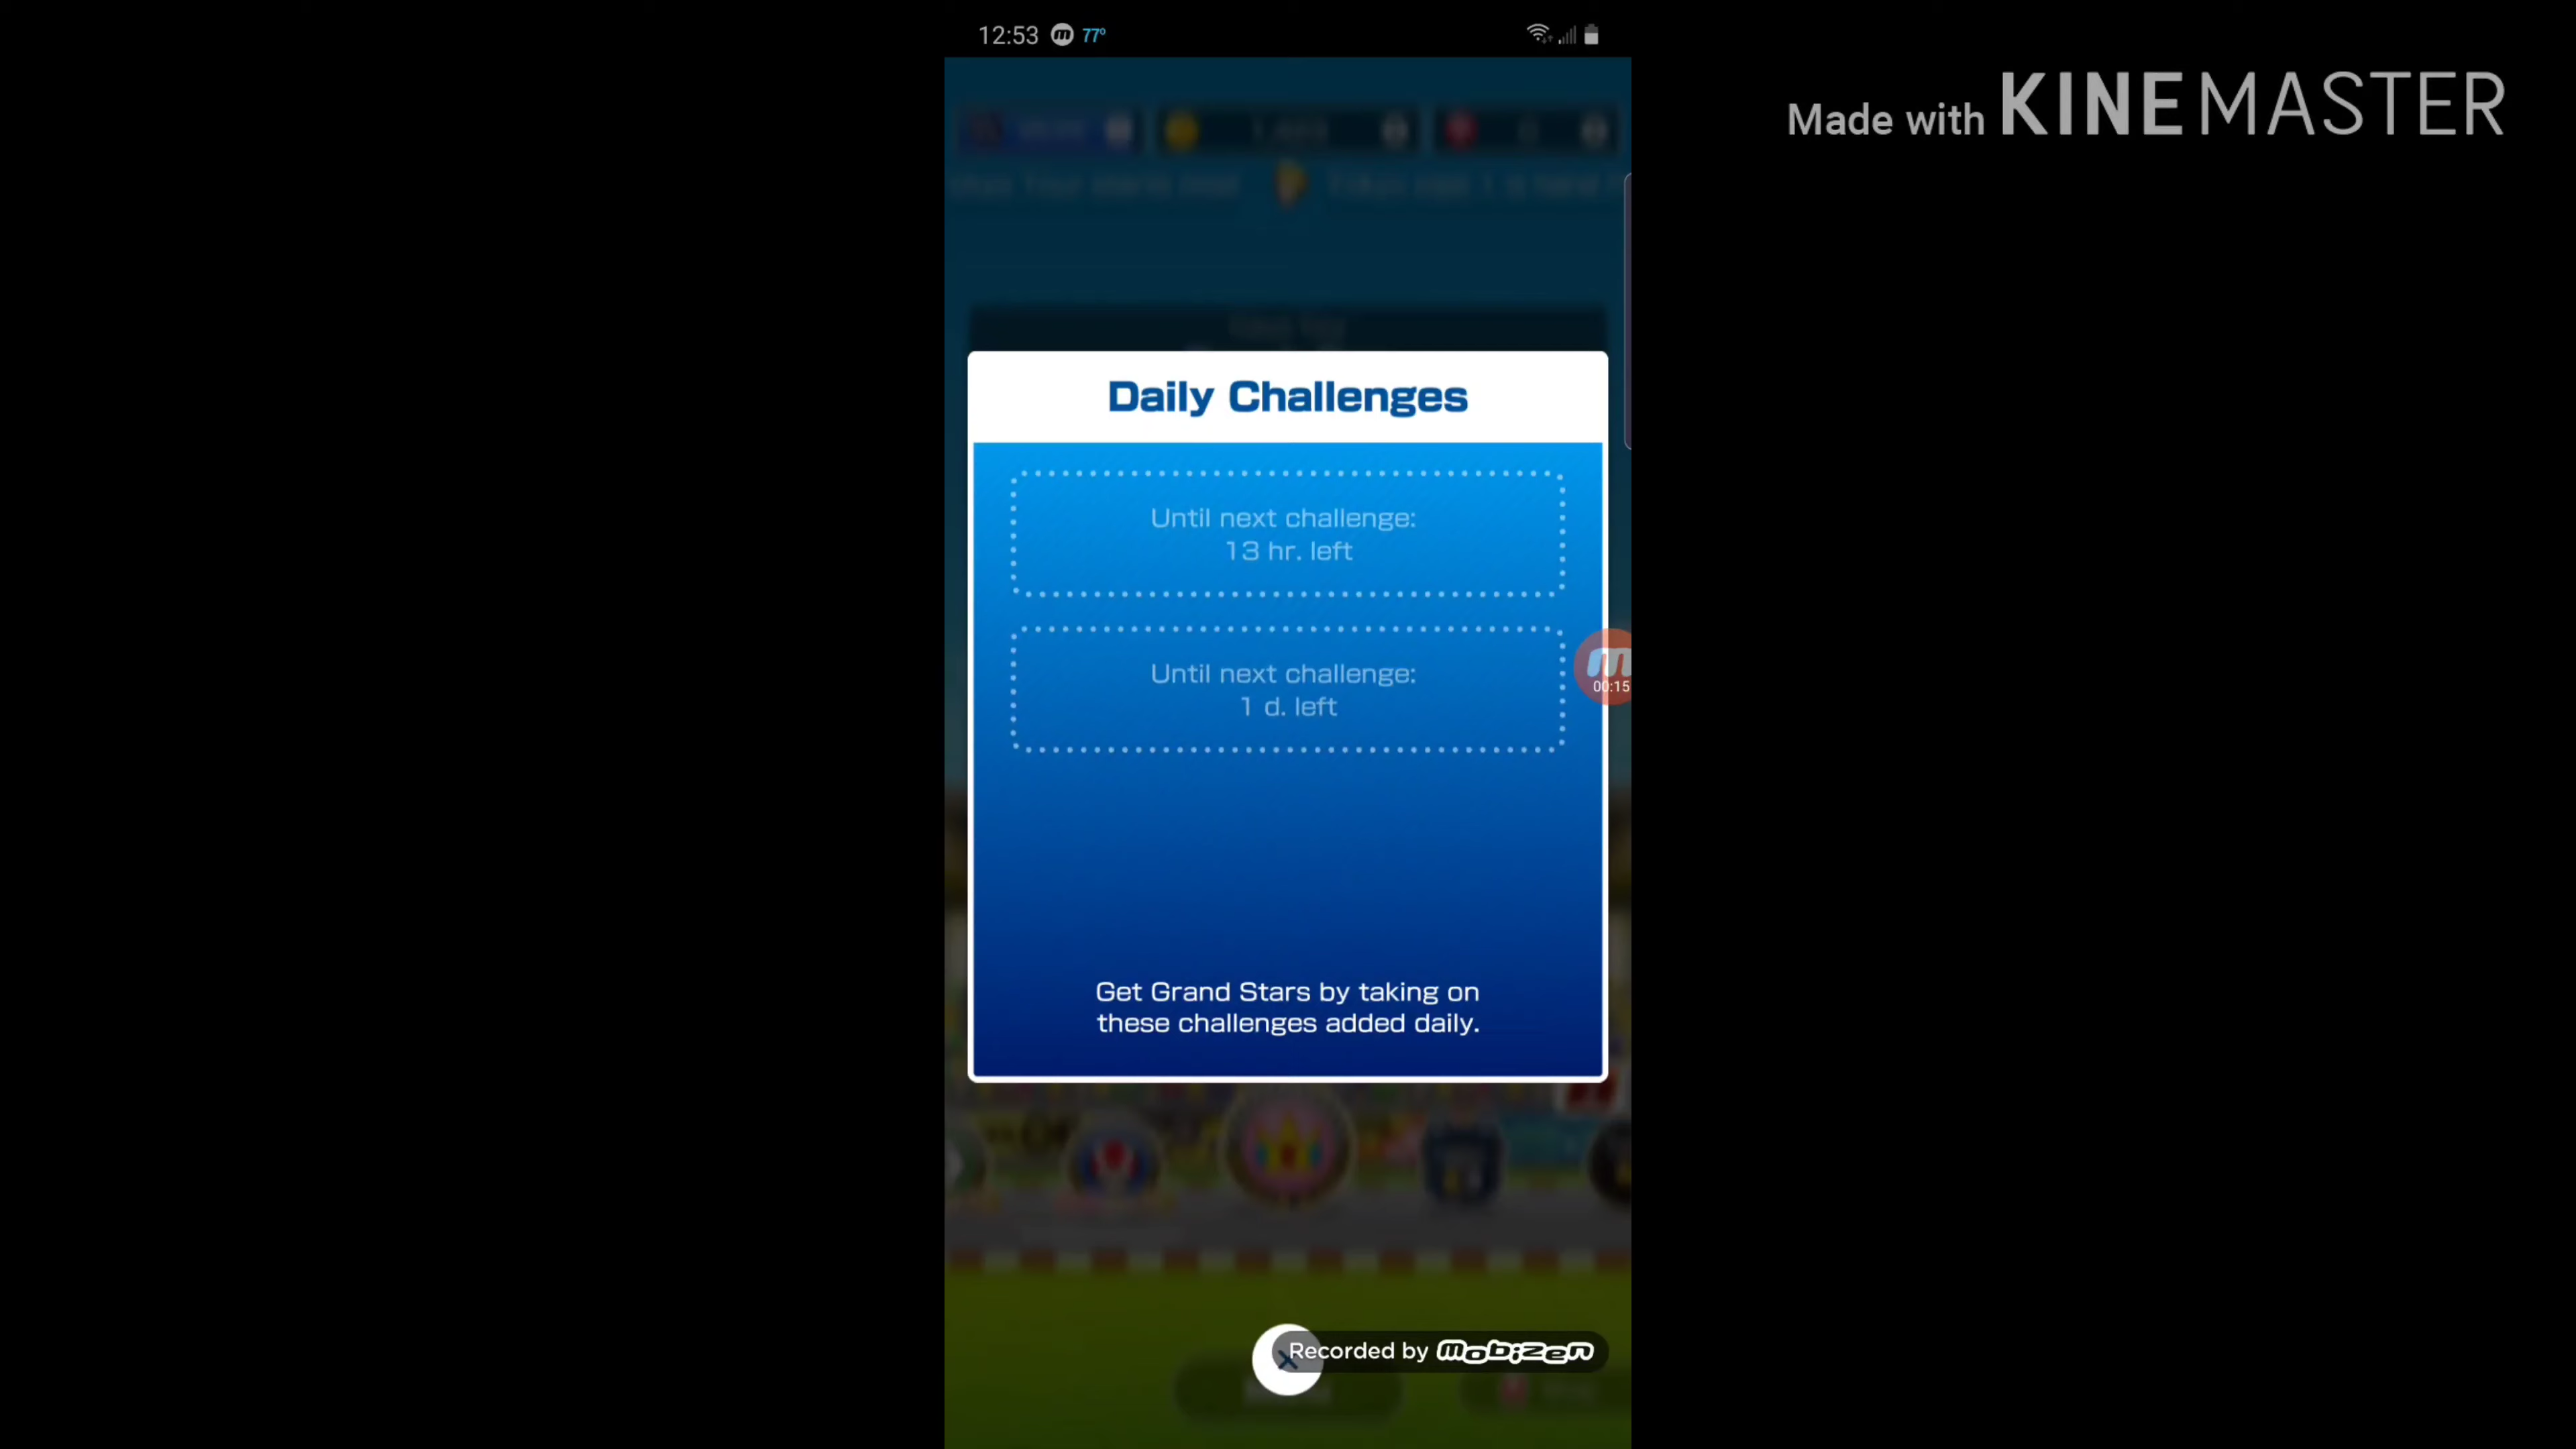 12:53 m 77°
Made with KINEMASTER
Daily Challenges
Until next challenge:
13 hr. left
Until next challenge:
1 d. left
m
00:15
Get Grand Stars by taking on
these challenges added daily.
Recorded by mobizen